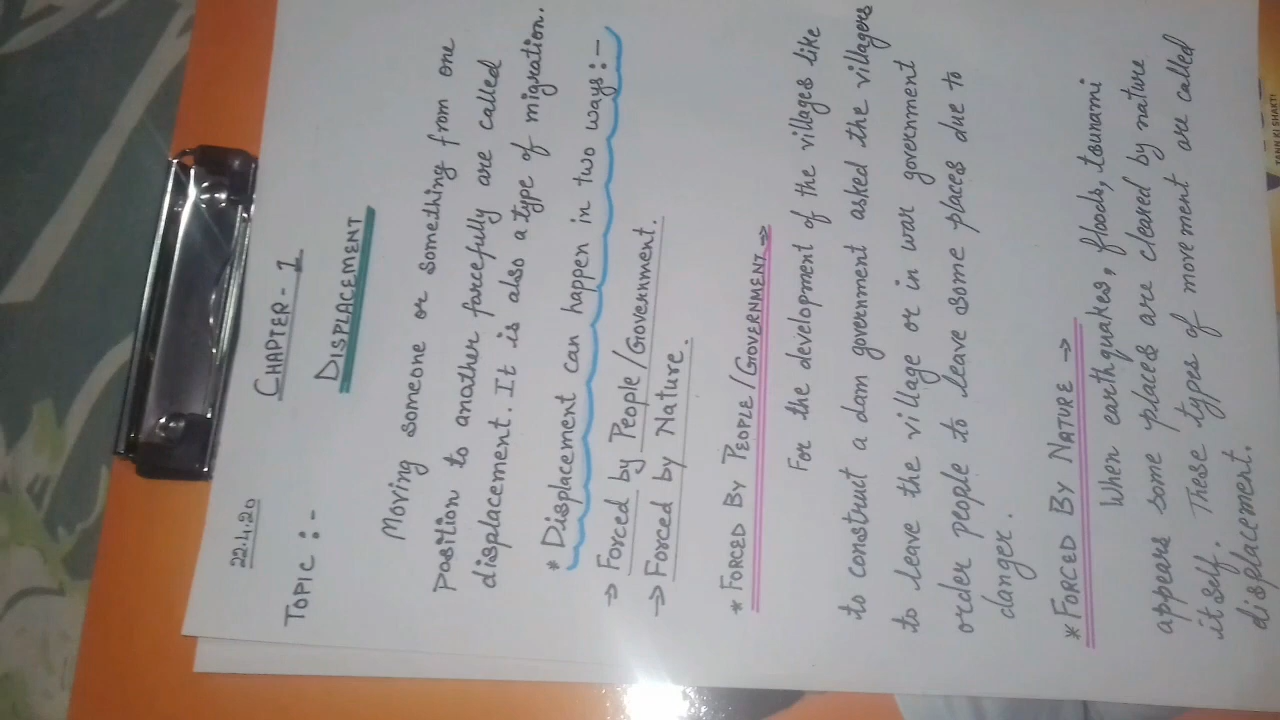 22.4.20
CHAPTER - 1
TOPIC :-
DISPLACEMENT
Moving someone or something from one
position to anather forcefully are called
displacement. It is also a type of migration.
* Displacement can happen in two ways :-
→ Forced by People/Government.
→ Forced by Nature.
* FORCED BY PEOPLE/GOVERNMENT →
For the development of the villages like
to construct a dam government asked the villagers
to leave the village or in war government
order people to leave some places due to
danger.
* FORCED BY NATURE →
When earthquakes, floods, tsunami
appears some places are cleared by nature
itself. These types of movement are called
displacement.
SHAKTI